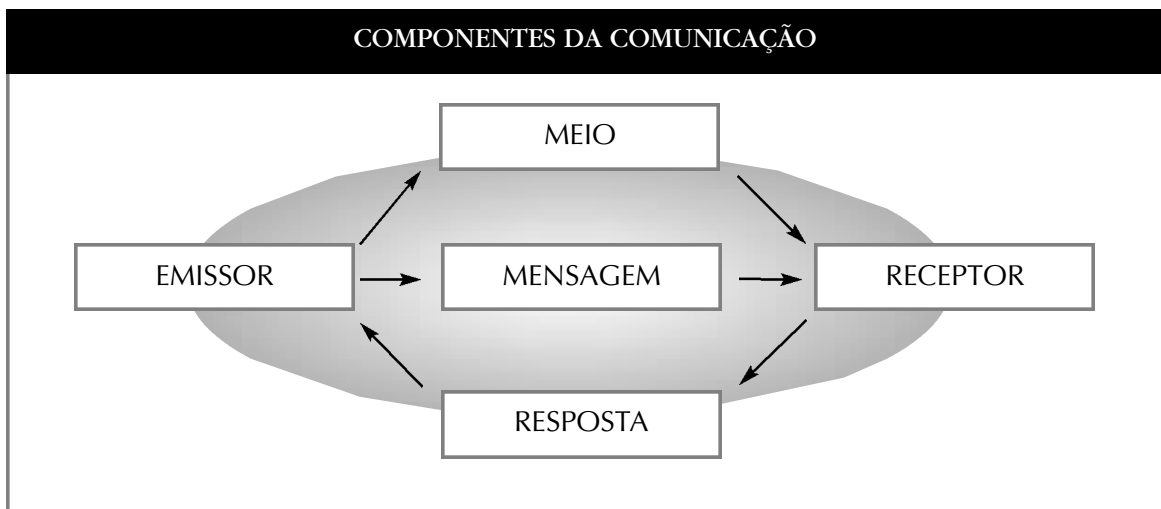 COMPONENTES DA COMUNICAÇÃO
MEIO
EMISSOR
MENSAGEM
RECEPTOR
RESPOSTA